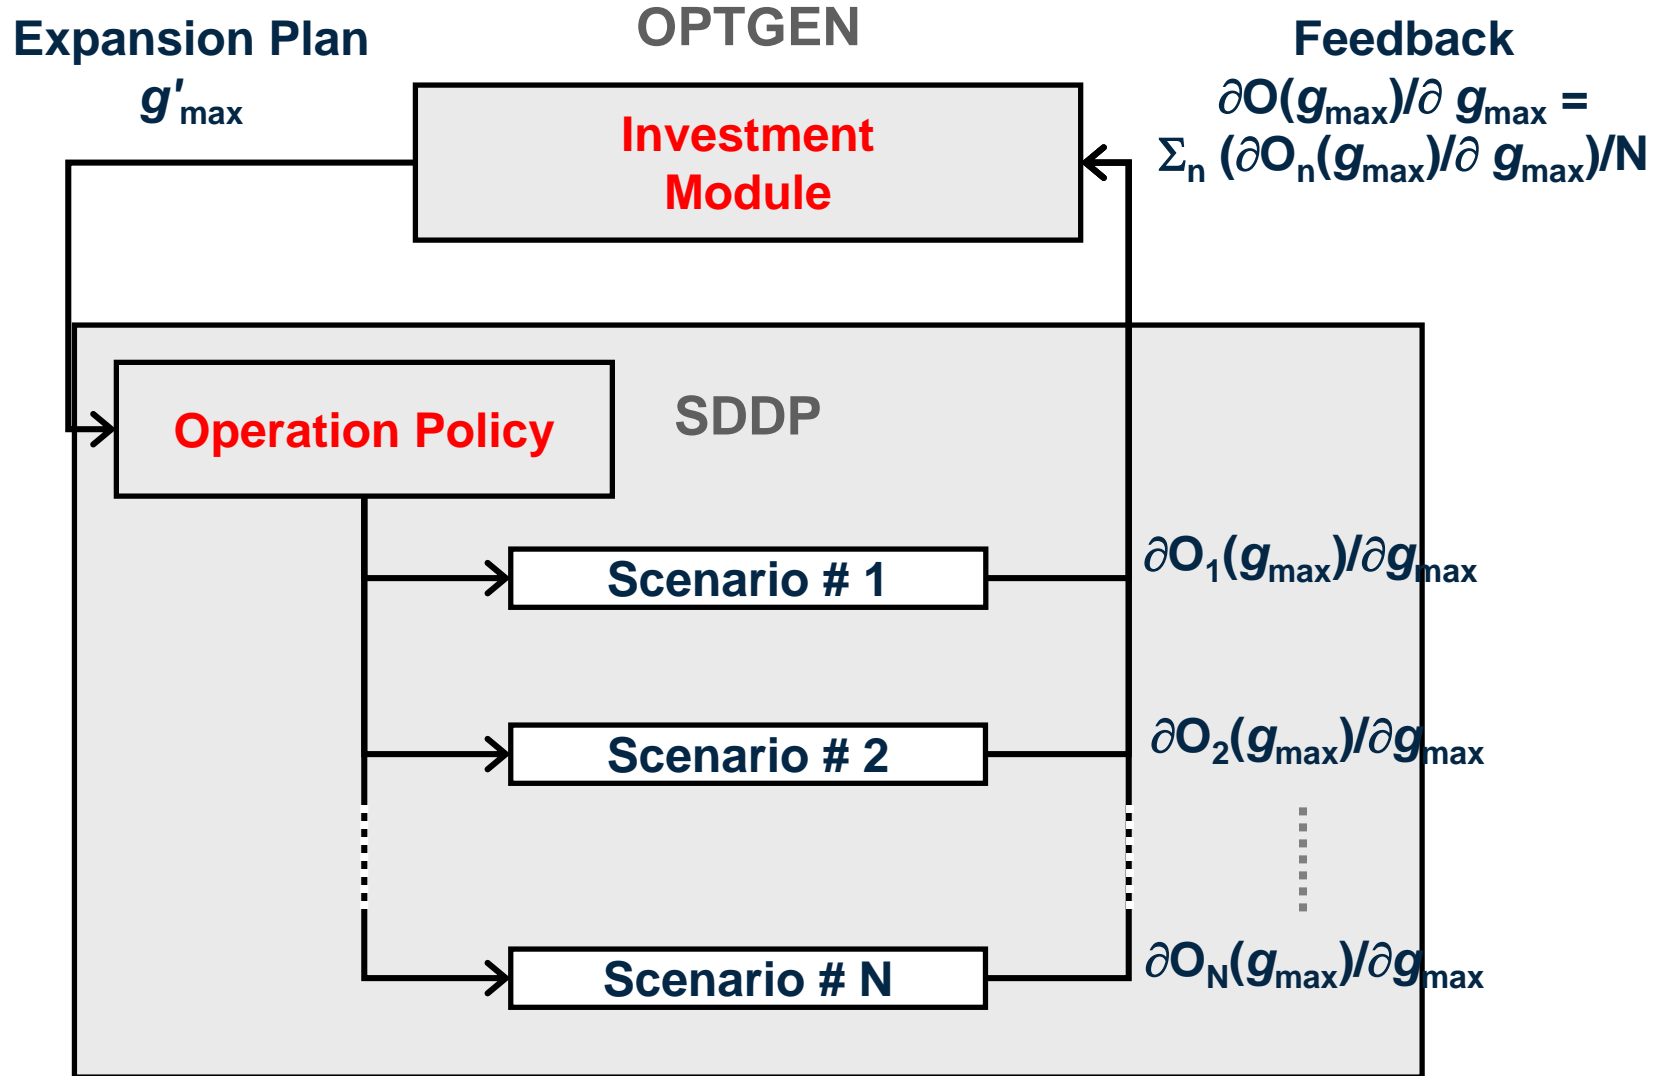 OPTGEN
Expansion Plan
g'max
Investment
Module
Feedback
∂O(gmax)/∂ gmax =
Σn (∂On(gmax)/∂ gmax)/N
SDDP
Operation Policy
Scenario # 1
∂O1(gmax)/∂gmax
Scenario # 2
∂O2(gmax)/∂gmax
Scenario # N
∂ON(gmax)/∂gmax